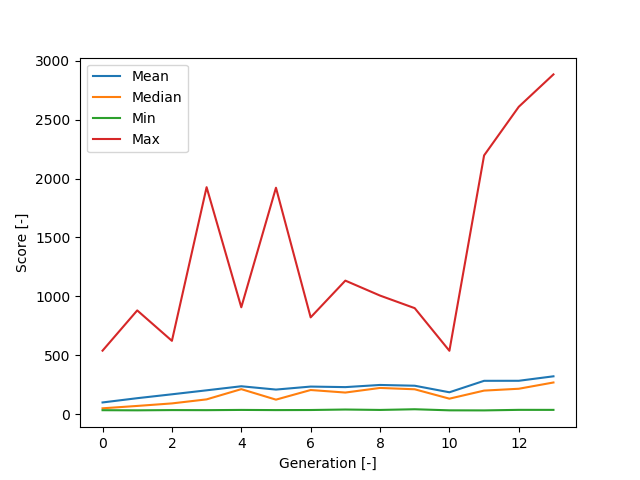 3000
2500
2000
1500
1000
500
0
Score [-]
Mean
Median
Min
Max
0 2 4 6 8 10 12
Generation [-]